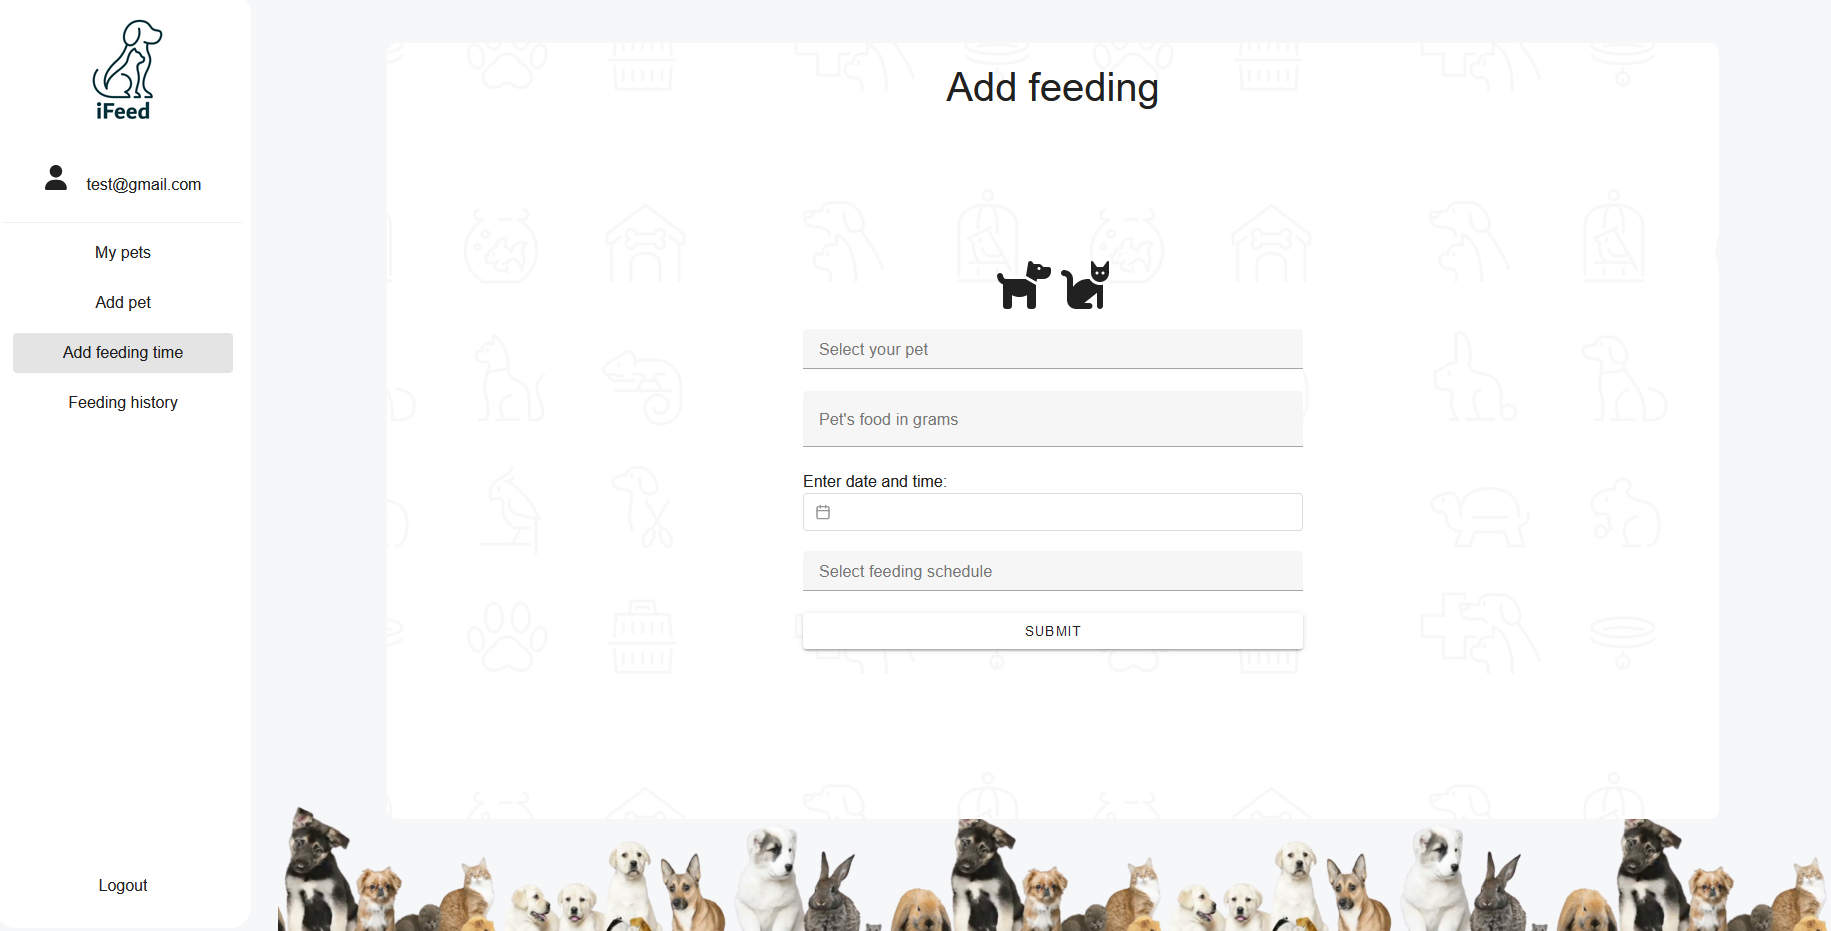 iFeed
test@gmail.com
My pets
Add pet
Add feeding time
Feeding history
Logout
Add feeding
Select your pet
Pet's food in grams
Enter date and time:
Select feeding schedule
SUBMIT